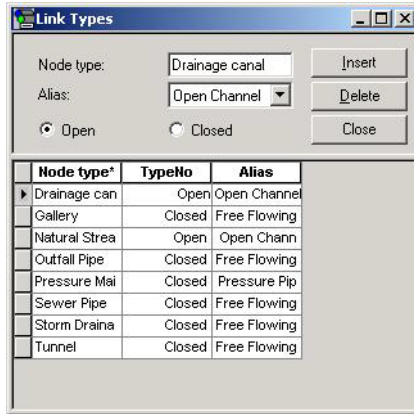 Link Types
Node type: Drainage canal Insert
Alias: Open Channel Delete
Open Closed Close
Node type* TypeNo Alias
Drainage can Open Open Channel
Gallery Closed Free Flowing
Natural Strea Open Open Chann
Outfall Pipe Closed Free Flowing
Pressure Mai Closed Pressure Pip
Sewer Pipe Closed Free Flowing
Storm Draina Closed Free Flowing
Tunnel Closed Free Flowing